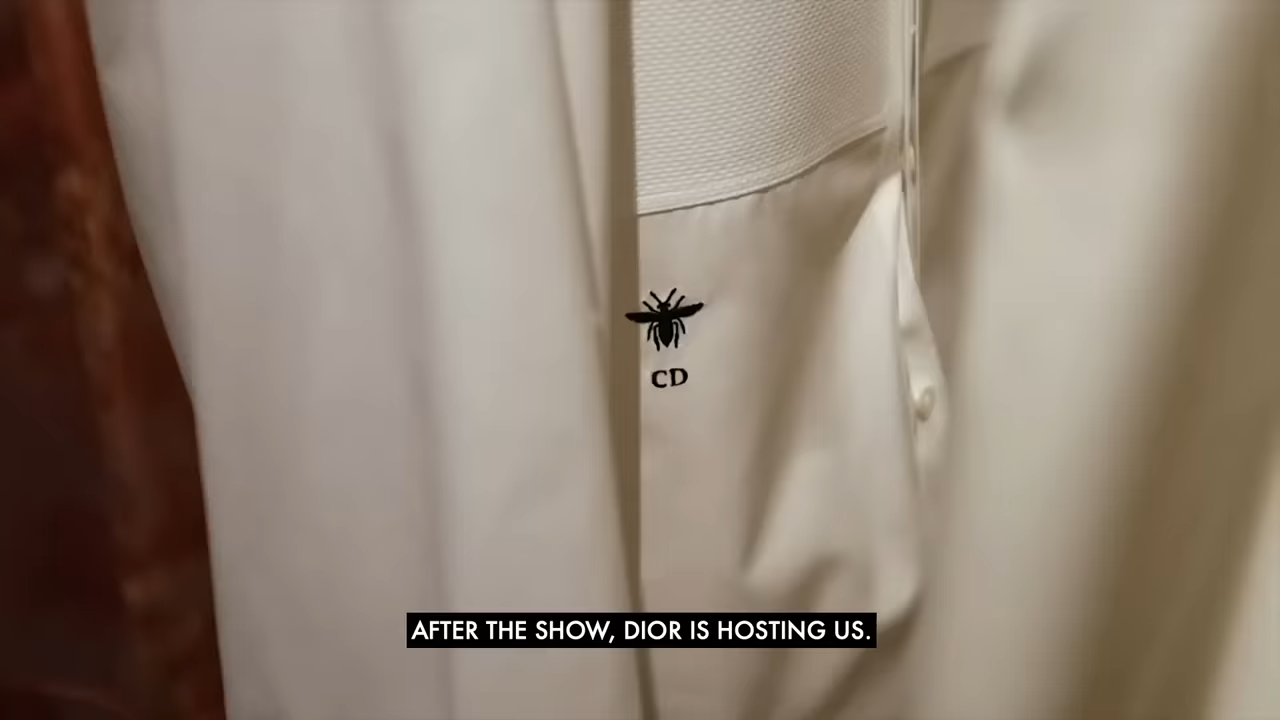 CD
AFTER THE SHOW, DIOR IS HOSTING US.